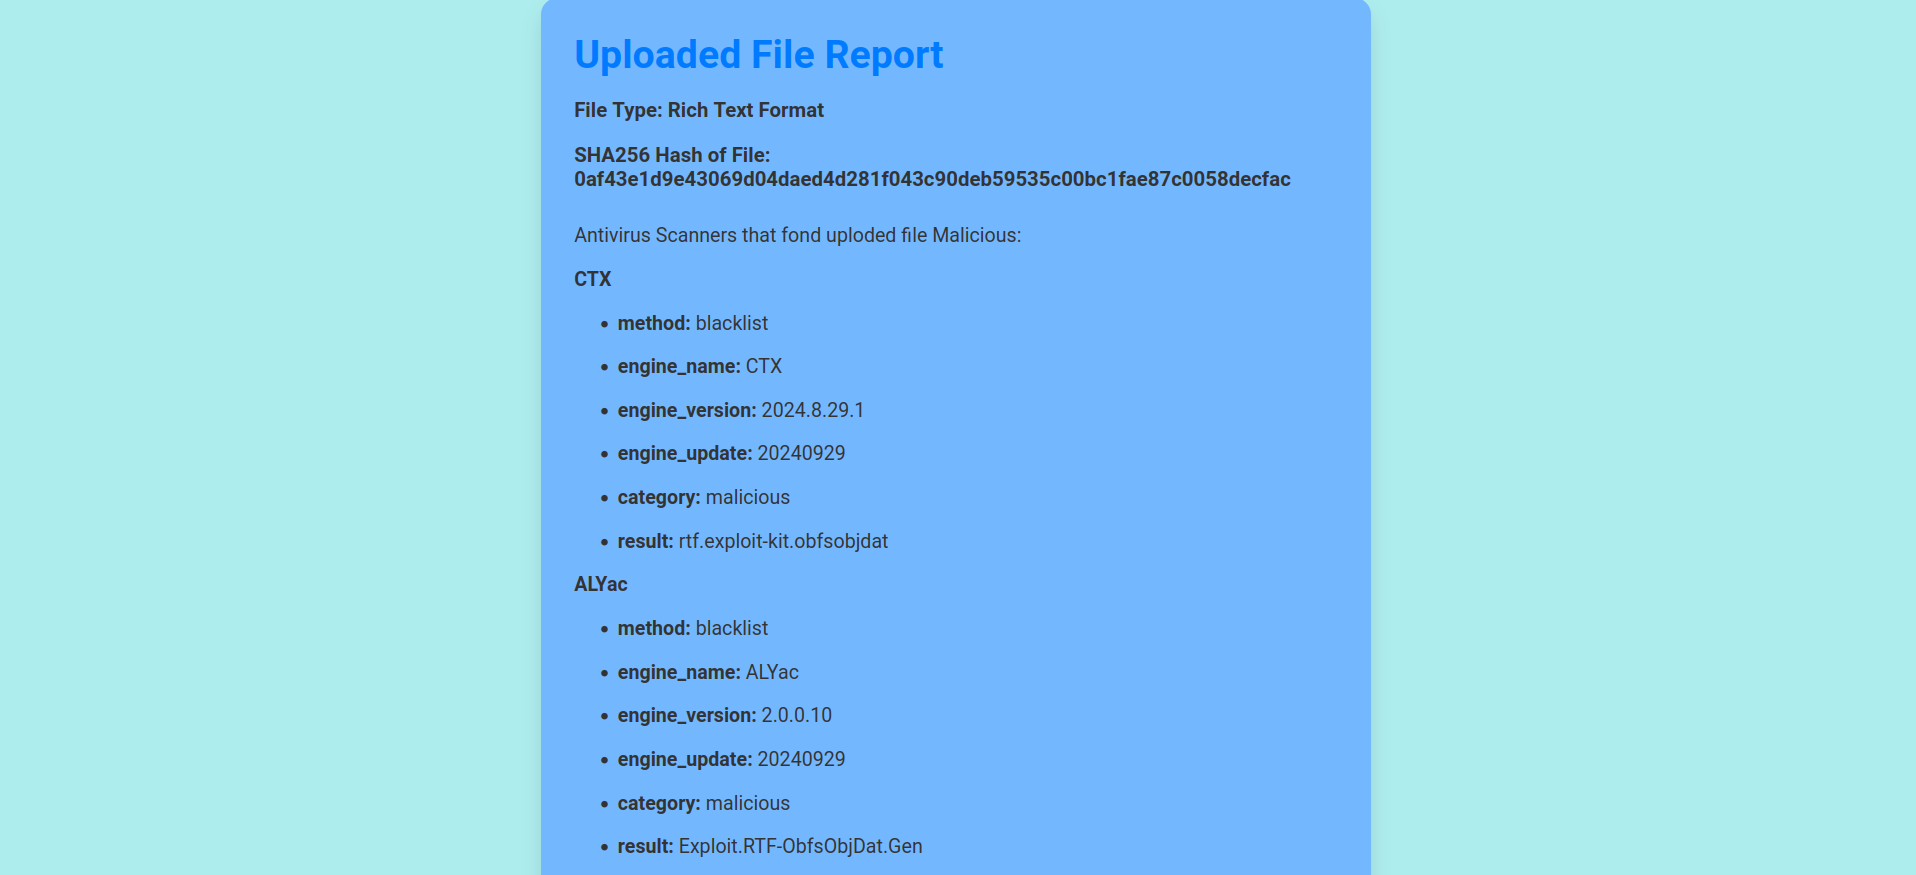 Uploaded File Report
File Type: Rich Text Format
SHA256 Hash of File:
0af43e1d9e43069d04daed4d281f043c90deb59535c00bc1fae87c0058decfac
Antivirus Scanners that fond uploded file Malicious:
CTX
• method: blacklist
• engine_name: CTX
• engine_version: 2024.8.29.1
• engine_update: 20240929
• category: malicious
• result: rtf.exploit-kit.obfsobjdat
ALYac
• method: blacklist
• engine_name: ALYac
• engine_version: 2.0.0.10
• engine_update: 20240929
• category: malicious
• result: Exploit.RTF-ObfsObjDat.Gen